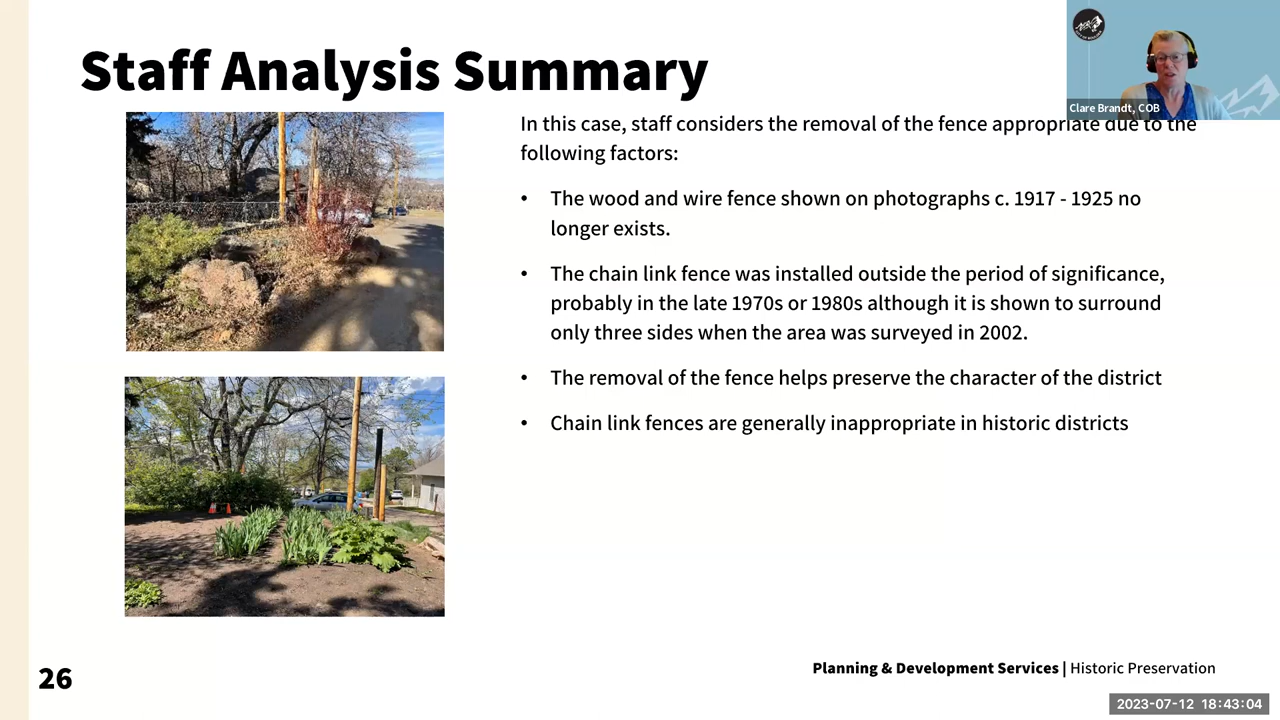 Staff Analysis Summary
Clare Brandt, COB
In this case, staff considers the removal of the fence appropriate due to the
following factors:
• The wood and wire fence shown on photographs c. 1917 - 1925 no
longer exists.
• The chain link fence was installed outside the period of significance,
probably in the late 1970s or 1980s although it is shown to surround
only three sides when the area was surveyed in 2002.
• The removal of the fence helps preserve the character of the district
• Chain link fences are generally inappropriate in historic districts
26
Planning & Development Services | Historic Preservation
2023-07-12 18:43:04